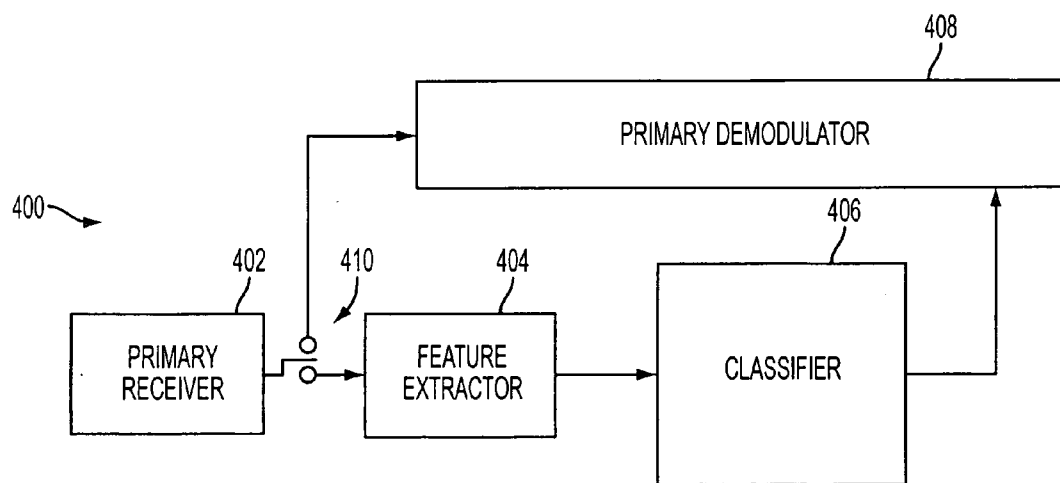 408
PRIMARY DEMODULATOR
400
406
402
410
404
PRIMARY
RECEIVER
FEATURE
EXTRACTOR
CLASSIFIER